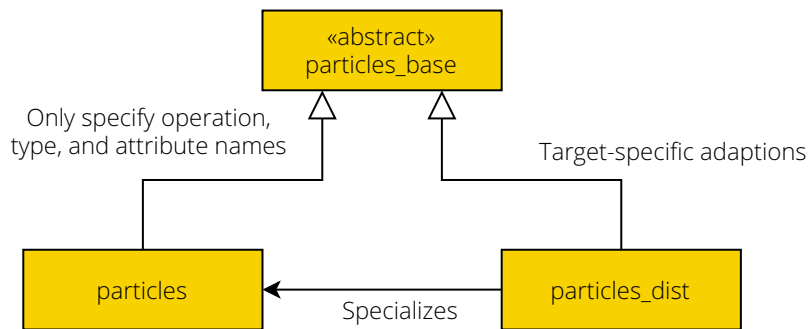 «abstract»
particles_base
Only specify operation,
type, and attribute names
Target-specific adaptions
particles
Specializes
particles_dist